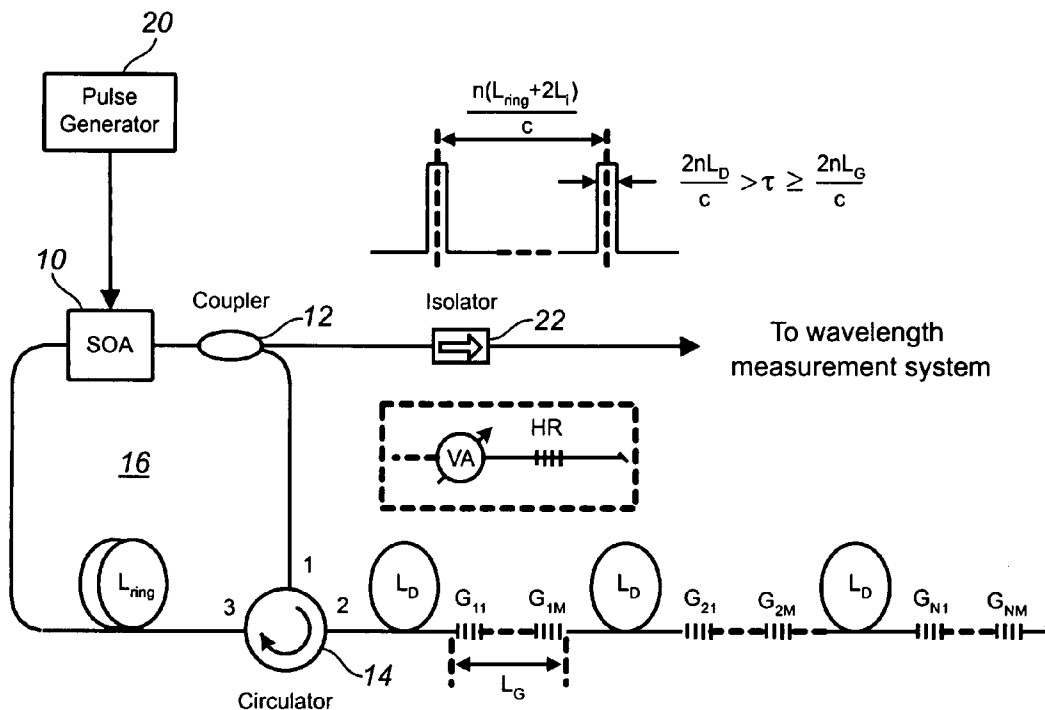 20
Pulse
Generator
n(L_ring+2L_i)
c
2nL_D
c
> τ ≥
2nL_G
c
10
SOA
Coupler
12
Isolator
22
To wavelength
measurement system
16
VA
HR
L_ring
3
1
2
14
Circulator
L_D
G_11
G_1M
L_G
L_D
G_21
G_2M
L_D
G_N1
G_NM